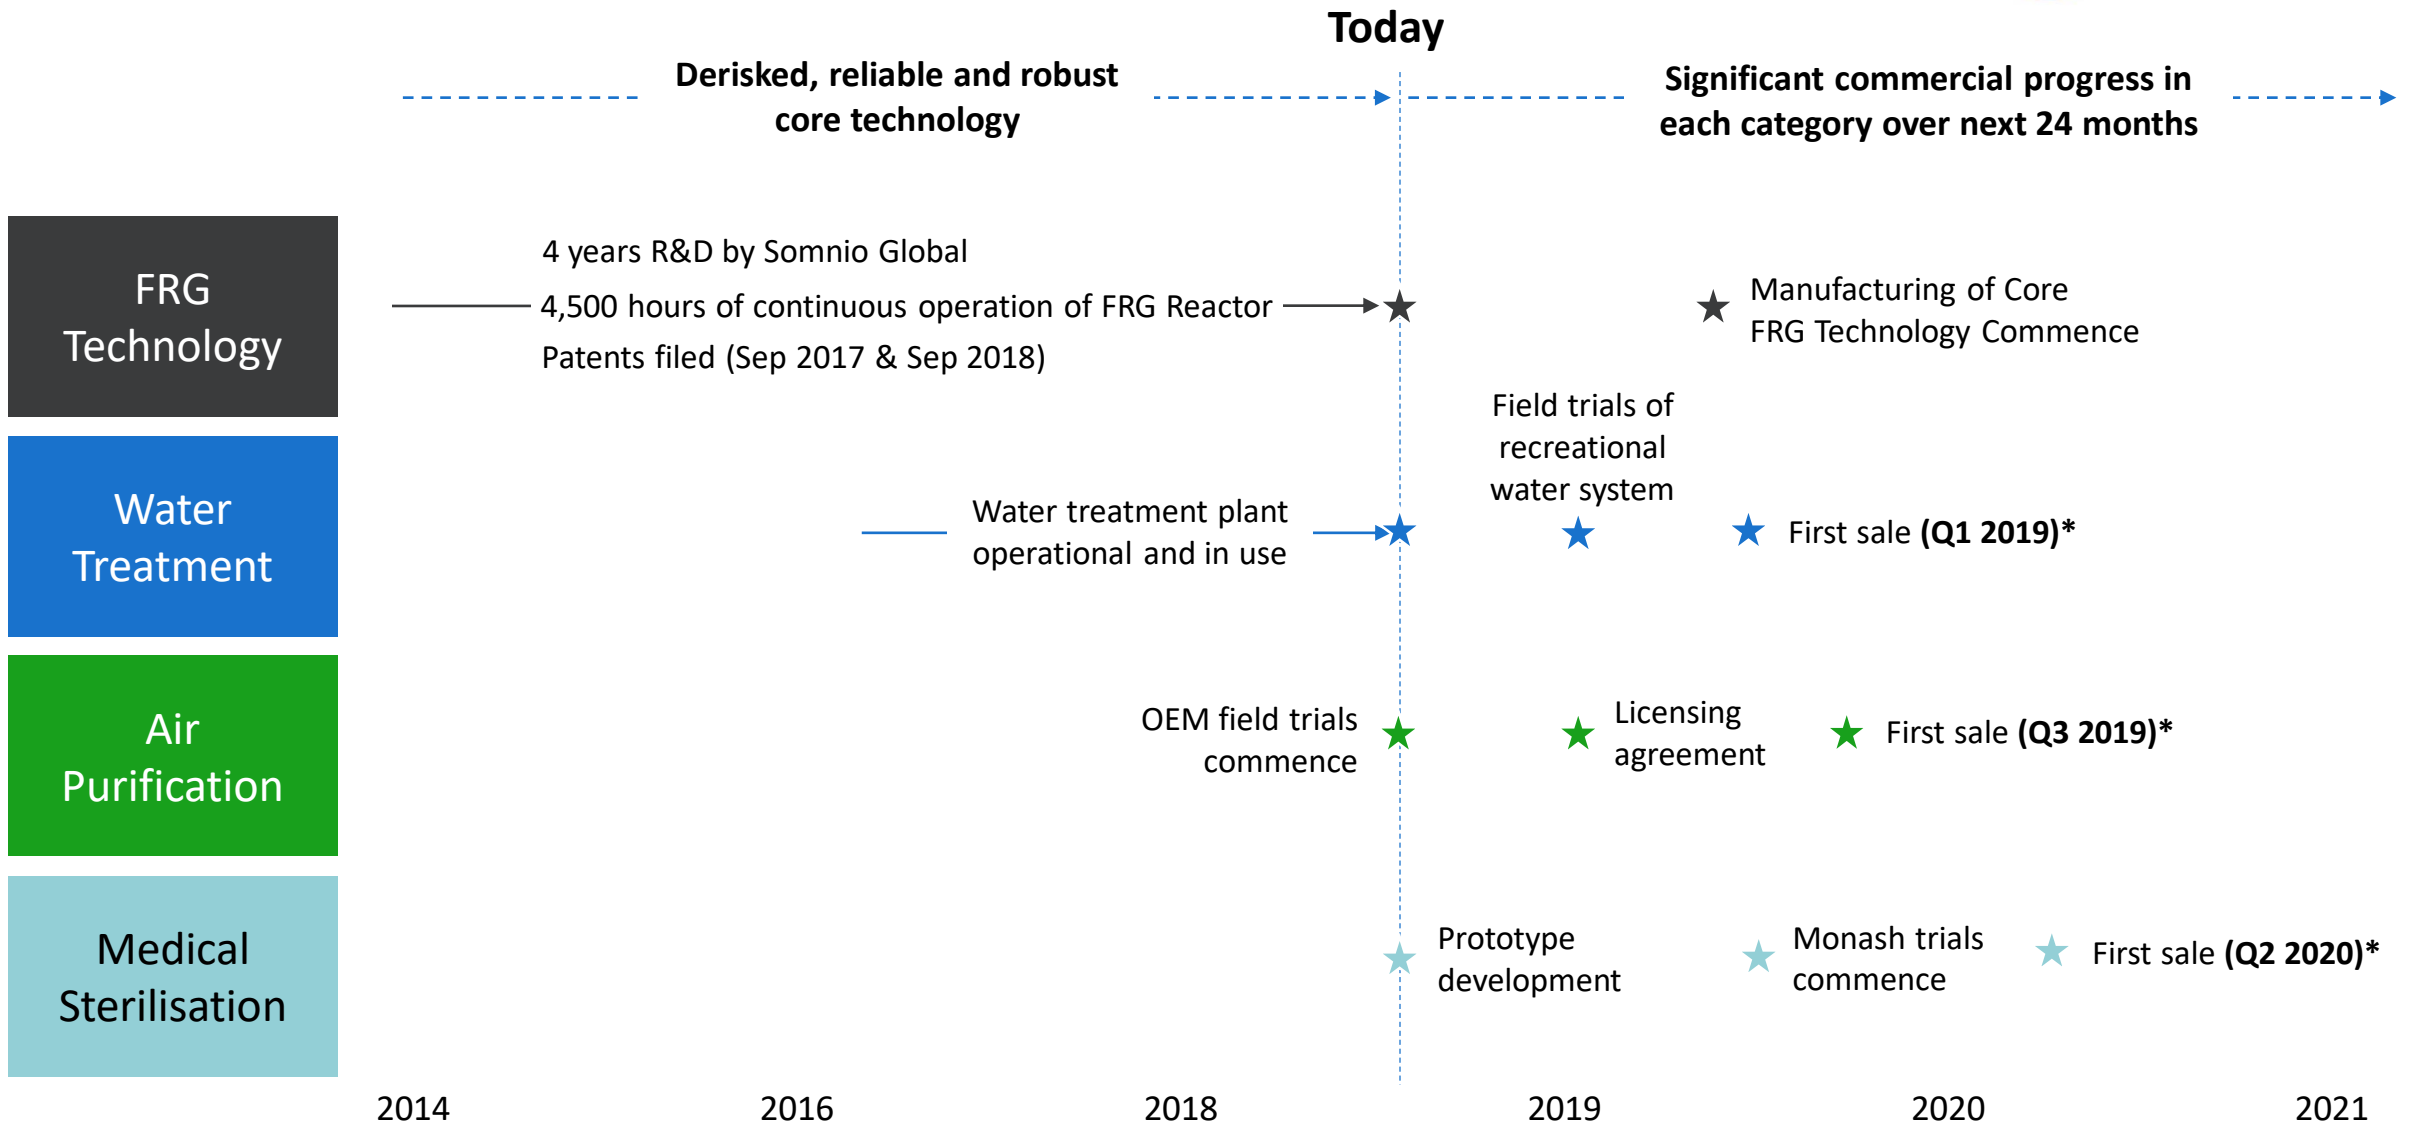 Today
Derisked, reliable and robust
core technology
Significant commercial progress in
each category over next 24 months
FRG
Technology
4 years R&D by Somnio Global
4,500 hours of continuous operation of FRG Reactor
Patents filed (Sep 2017 & Sep 2018)
Manufacturing of Core
FRG Technology Commence
Water
Treatment
Water treatment plant
operational and in use
Field trials of
recreational
water system
First sale (Q1 2019)*
Air
Purification
OEM field trials
commence
Licensing
agreement
First sale (Q3 2019)*
Medical
Sterilisation
Prototype
development
Monash trials
commence
First sale (Q2 2020)*
2014
2016
2018
2019
2020
2021